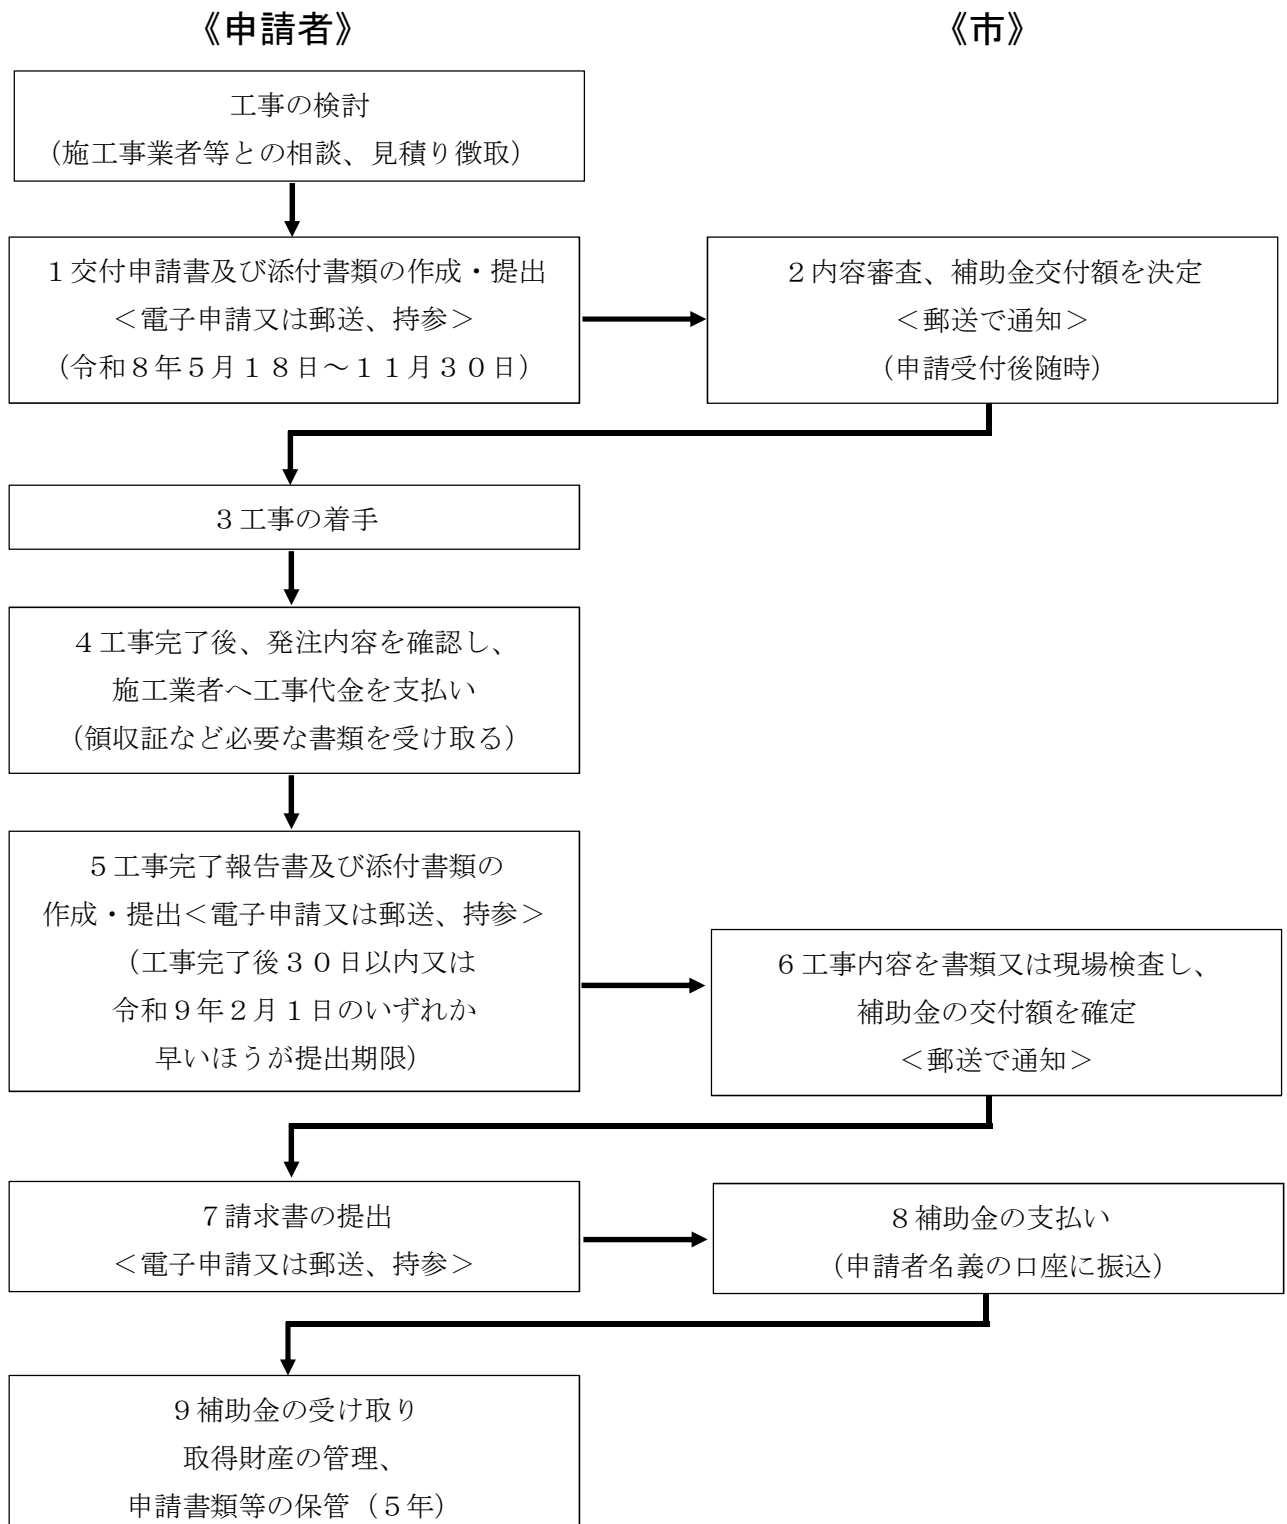 《申請者》
《市》
工事の検討
（施工事業者等との相談、見積り徴取）
１交付申請書及び添付書類の作成・提出
＜電子申請又は郵送、持参＞
（令和８年５月１８日～１１月３０日）
２内容審査、補助金交付額を決定
＜郵送で通知＞
（申請受付後随時）
３工事の着手
４工事完了後、発注内容を確認し、
施工業者へ工事代金を支払い
（領収証など必要な書類を受け取る）
５工事完了報告書及び添付書類の
作成・提出＜電子申請又は郵送、持参＞
（工事完了後３０日以内又は
令和９年２月１日のいずれか
早いほうが提出期限）
６工事内容を書類又は現場検査し、
補助金の交付額を確定
＜郵送で通知＞
７請求書の提出
＜電子申請又は郵送、持参＞
８補助金の支払い
（申請者名義の口座に振込）
９補助金の受け取り
取得財産の管理、
申請書類等の保管（５年）